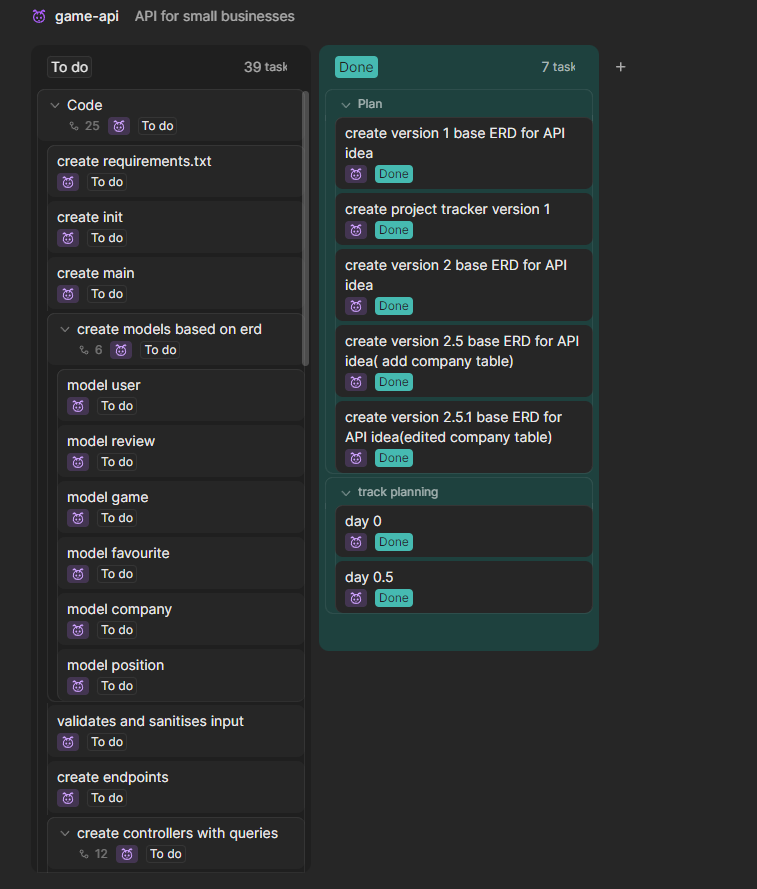 game-api API for small businesses
To do 39 task
Code
25 To do
create requirements.txt
To do
create init
To do
create main
To do
create models based on erd
6 To do
model user
To do
model review
To do
model game
To do
model favourite
To do
model company
To do
model position
To do
validates and sanitises input
To do
create endpoints
To do
create controllers with queries
12 To do
Done 7 task
Plan
create version 1 base ERD for API
idea
Done
create project tracker version 1
Done
create version 2 base ERD for API
idea
Done
create version 2.5 base ERD for API
idea( add company table)
Done
create version 2.5.1 base ERD for
API idea(edited company table)
Done
track planning
day 0
Done
day 0.5
Done
+